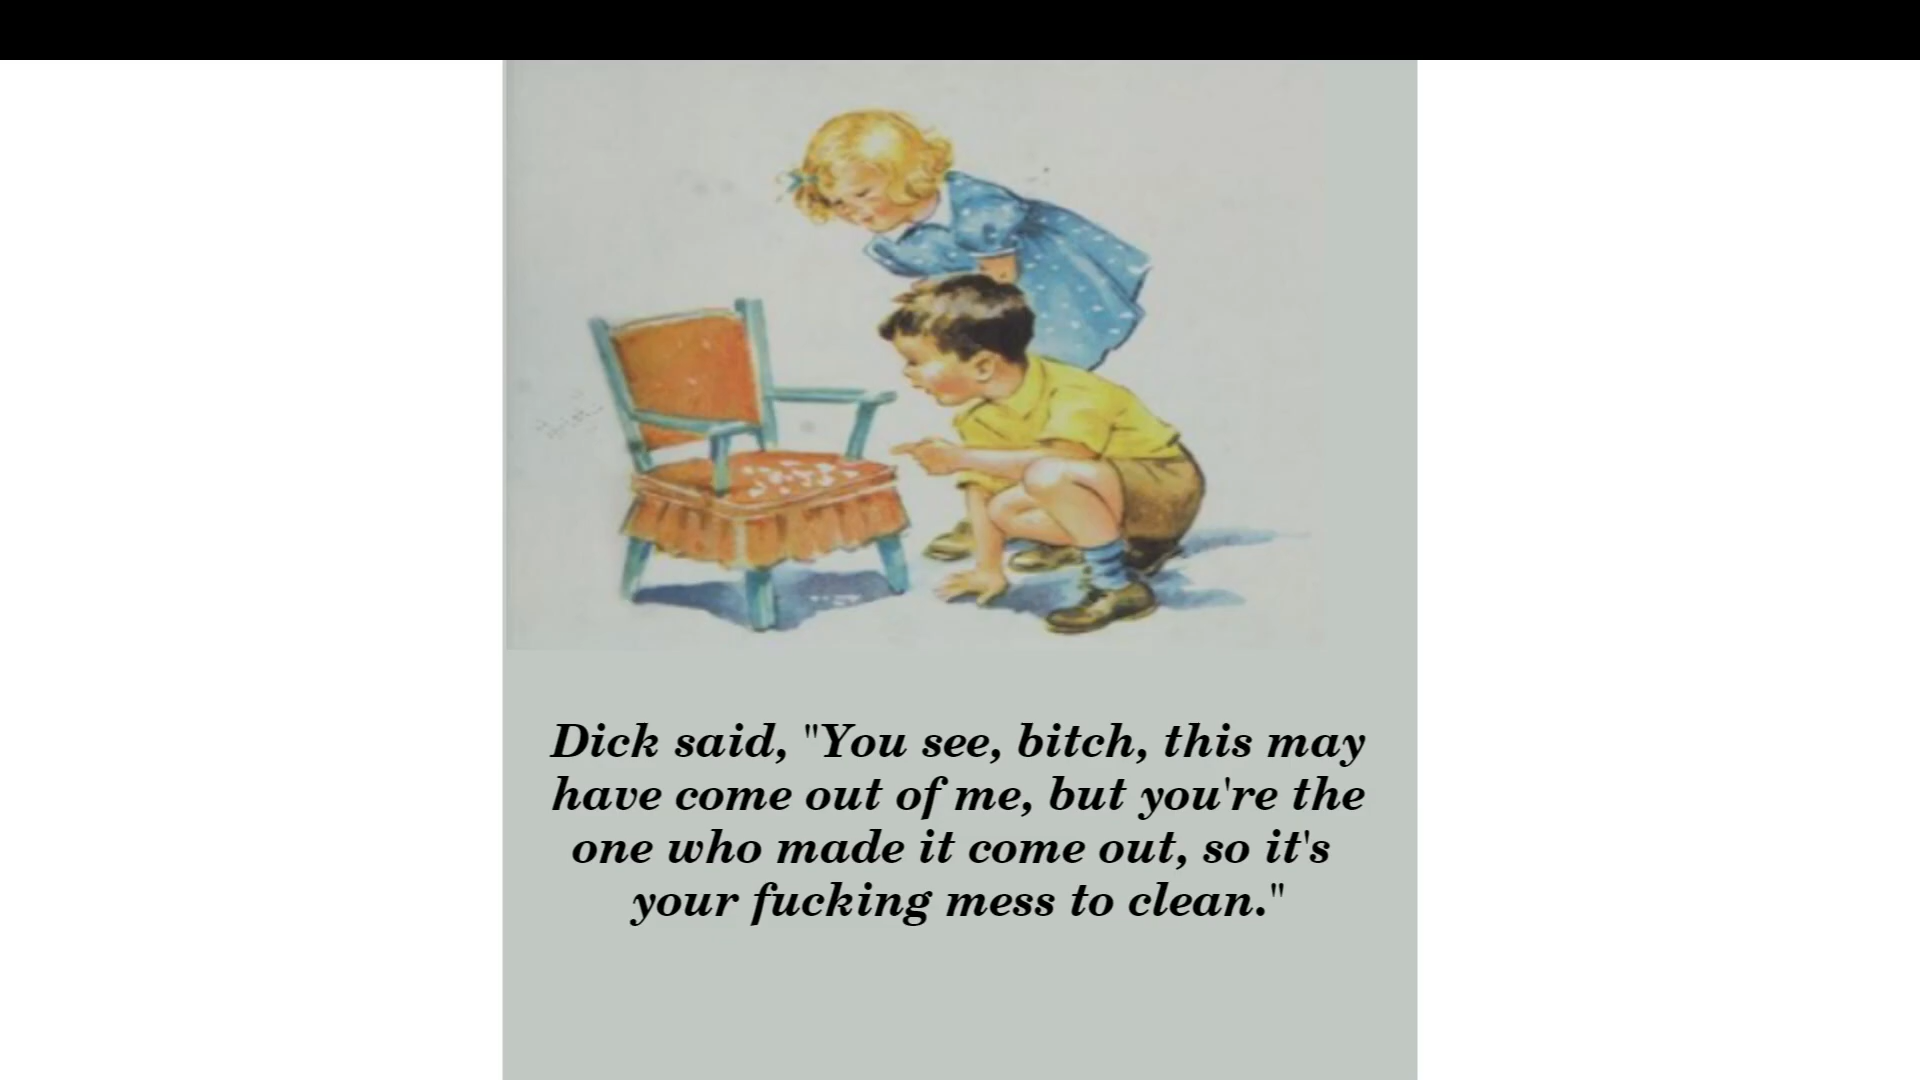 Dick said, "You see, bitch, this may
have come out of me, but you're the
one who made it come out, so it's
your fucking mess to clean."